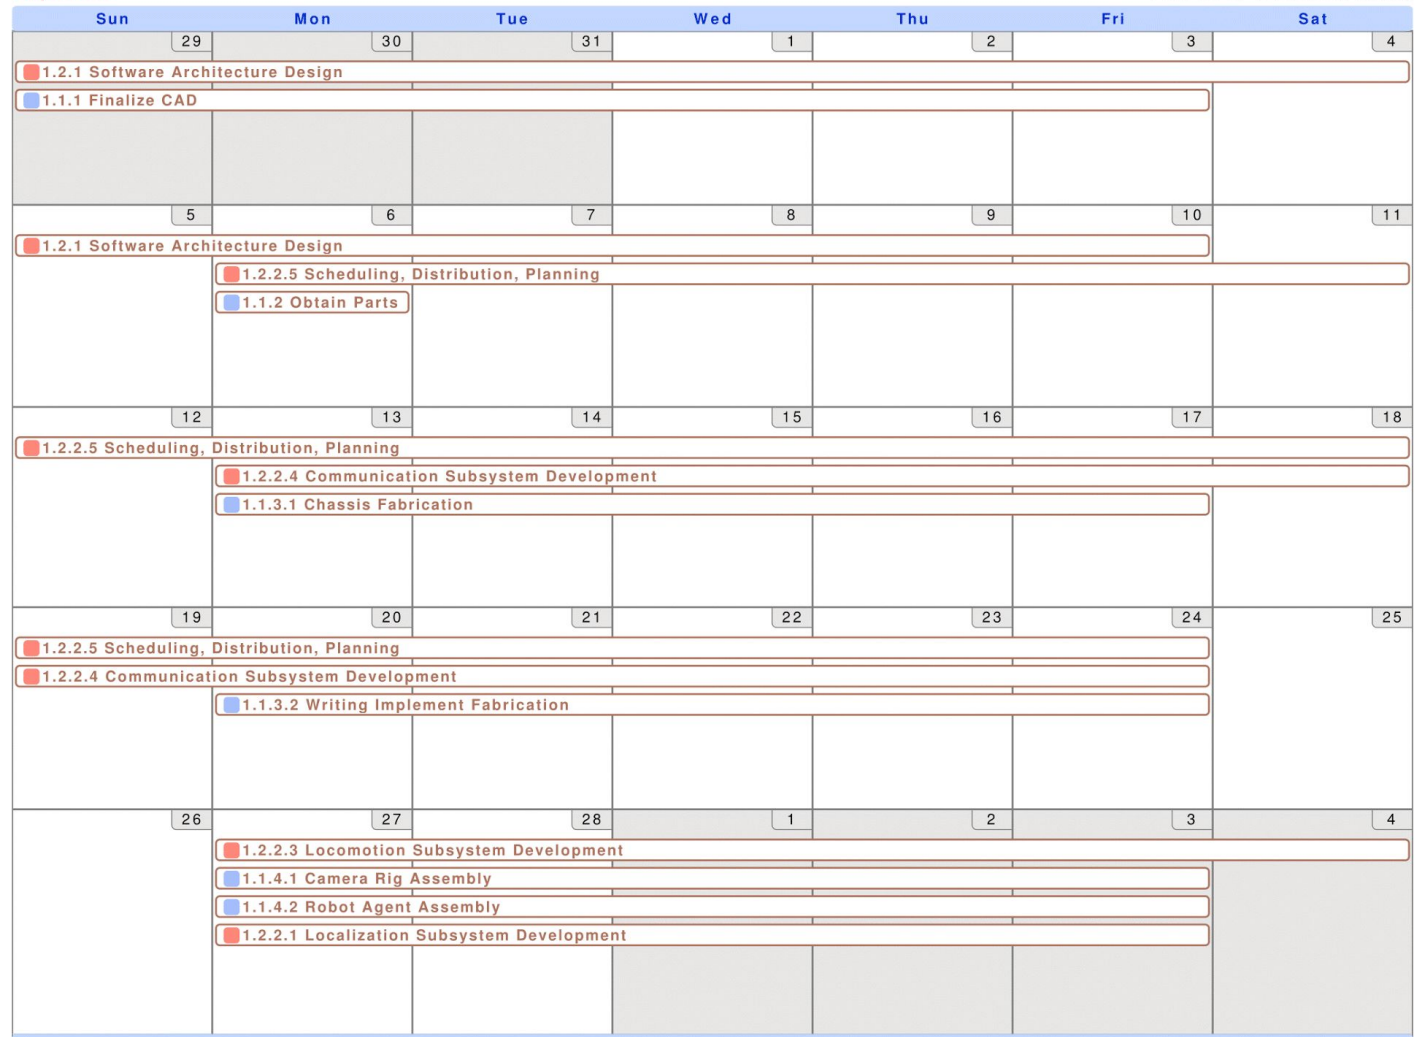 Sun Mon Tue Wed Thu Fri Sat
29 30 31 1 2 3 4
1.2.1 Software Architecture Design
1.1.1 Finalize CAD
5 6 7 8 9 10 11
1.2.1 Software Architecture Design
1.2.2.5 Scheduling, Distribution, Planning
1.1.2 Obtain Parts
12 13 14 15 16 17 18
1.2.2.5 Scheduling, Distribution, Planning
1.2.2.4 Communication Subsystem Development
1.1.3.1 Chassis Fabrication
19 20 21 22 23 24 25
1.2.2.5 Scheduling, Distribution, Planning
1.2.2.4 Communication Subsystem Development
1.1.3.2 Writing Implement Fabrication
26 27 28 1 2 3 4
1.2.2.3 Locomotion Subsystem Development
1.1.4.1 Camera Rig Assembly
1.1.4.2 Robot Agent Assembly
1.2.2.1 Localization Subsystem Development